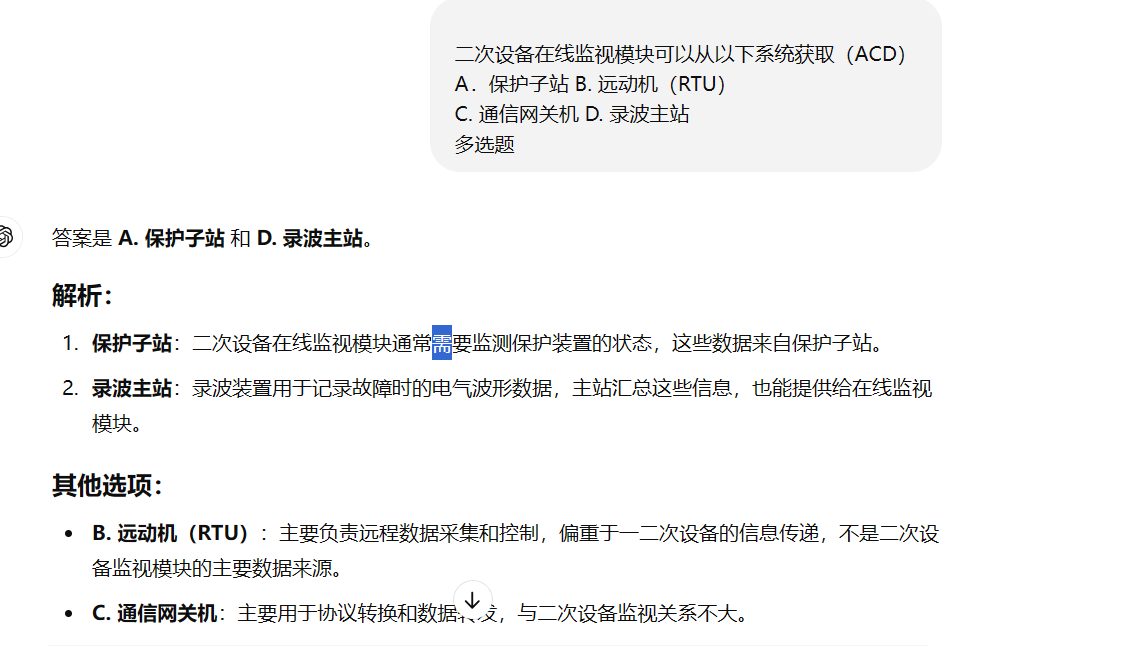 二次设备在线监视模块可以从以下系统获取（ACD）
A．保护子站 B. 远动机（RTU）
C. 通信网关机 D. 录波主站
多选题
答案是 A. 保护子站 和 D. 录波主站。
解析：
1. 保护子站：二次设备在线监视模块通常需要监测保护装置的状态，这些数据来自保护子站。
2. 录波主站：录波装置用于记录故障时的电气波形数据，主站汇总这些信息，也能提供给在线监视
模块。
其他选项：
• B. 远动机（RTU）：主要负责远程数据采集和控制，偏重于一二次设备的信息传递，不是二次设
备监视模块的主要数据来源。
• C. 通信网关机：主要用于协议转换和数据转发，与二次设备监视关系不大。